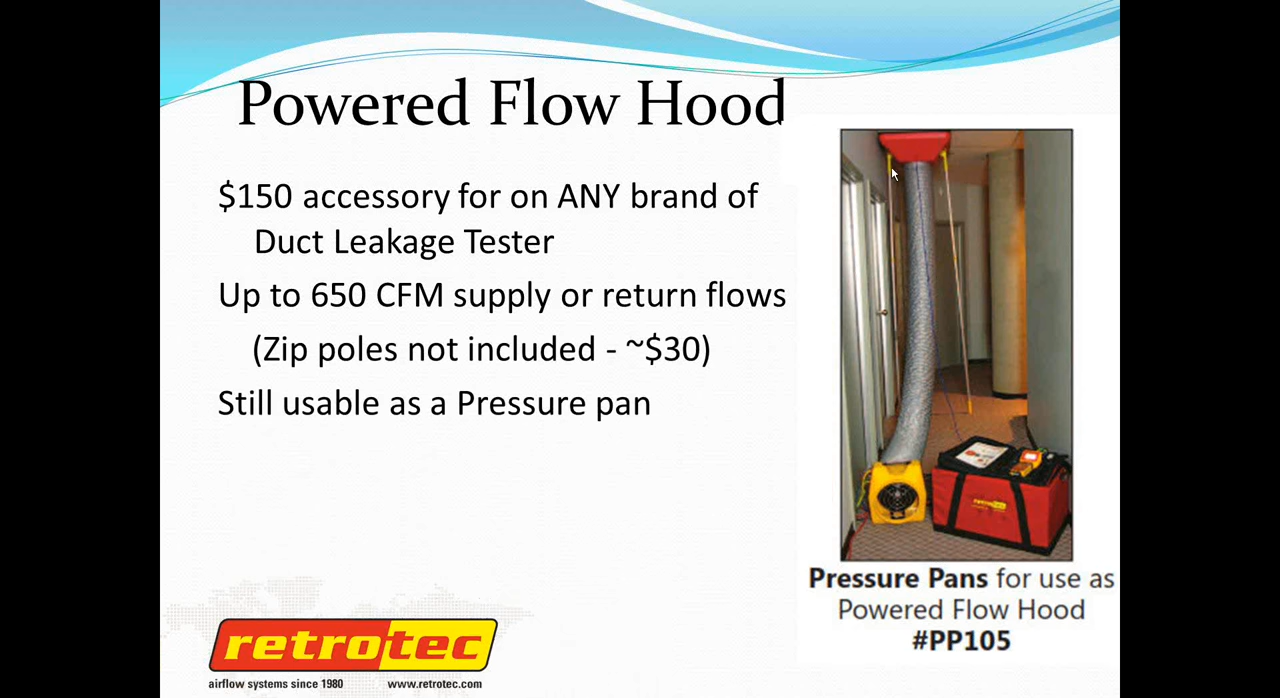 Powered Flow Hood
$150 accessory for on ANY brand of
Duct Leakage Tester
Up to 650 CFM supply or return flows
(Zip poles not included - ~$30)
Still usable as a Pressure pan
Pressure Pans for use as
Powered Flow Hood
#PP105
retrotec
retrotec
airflow systems since 1980 www.retrotec.com